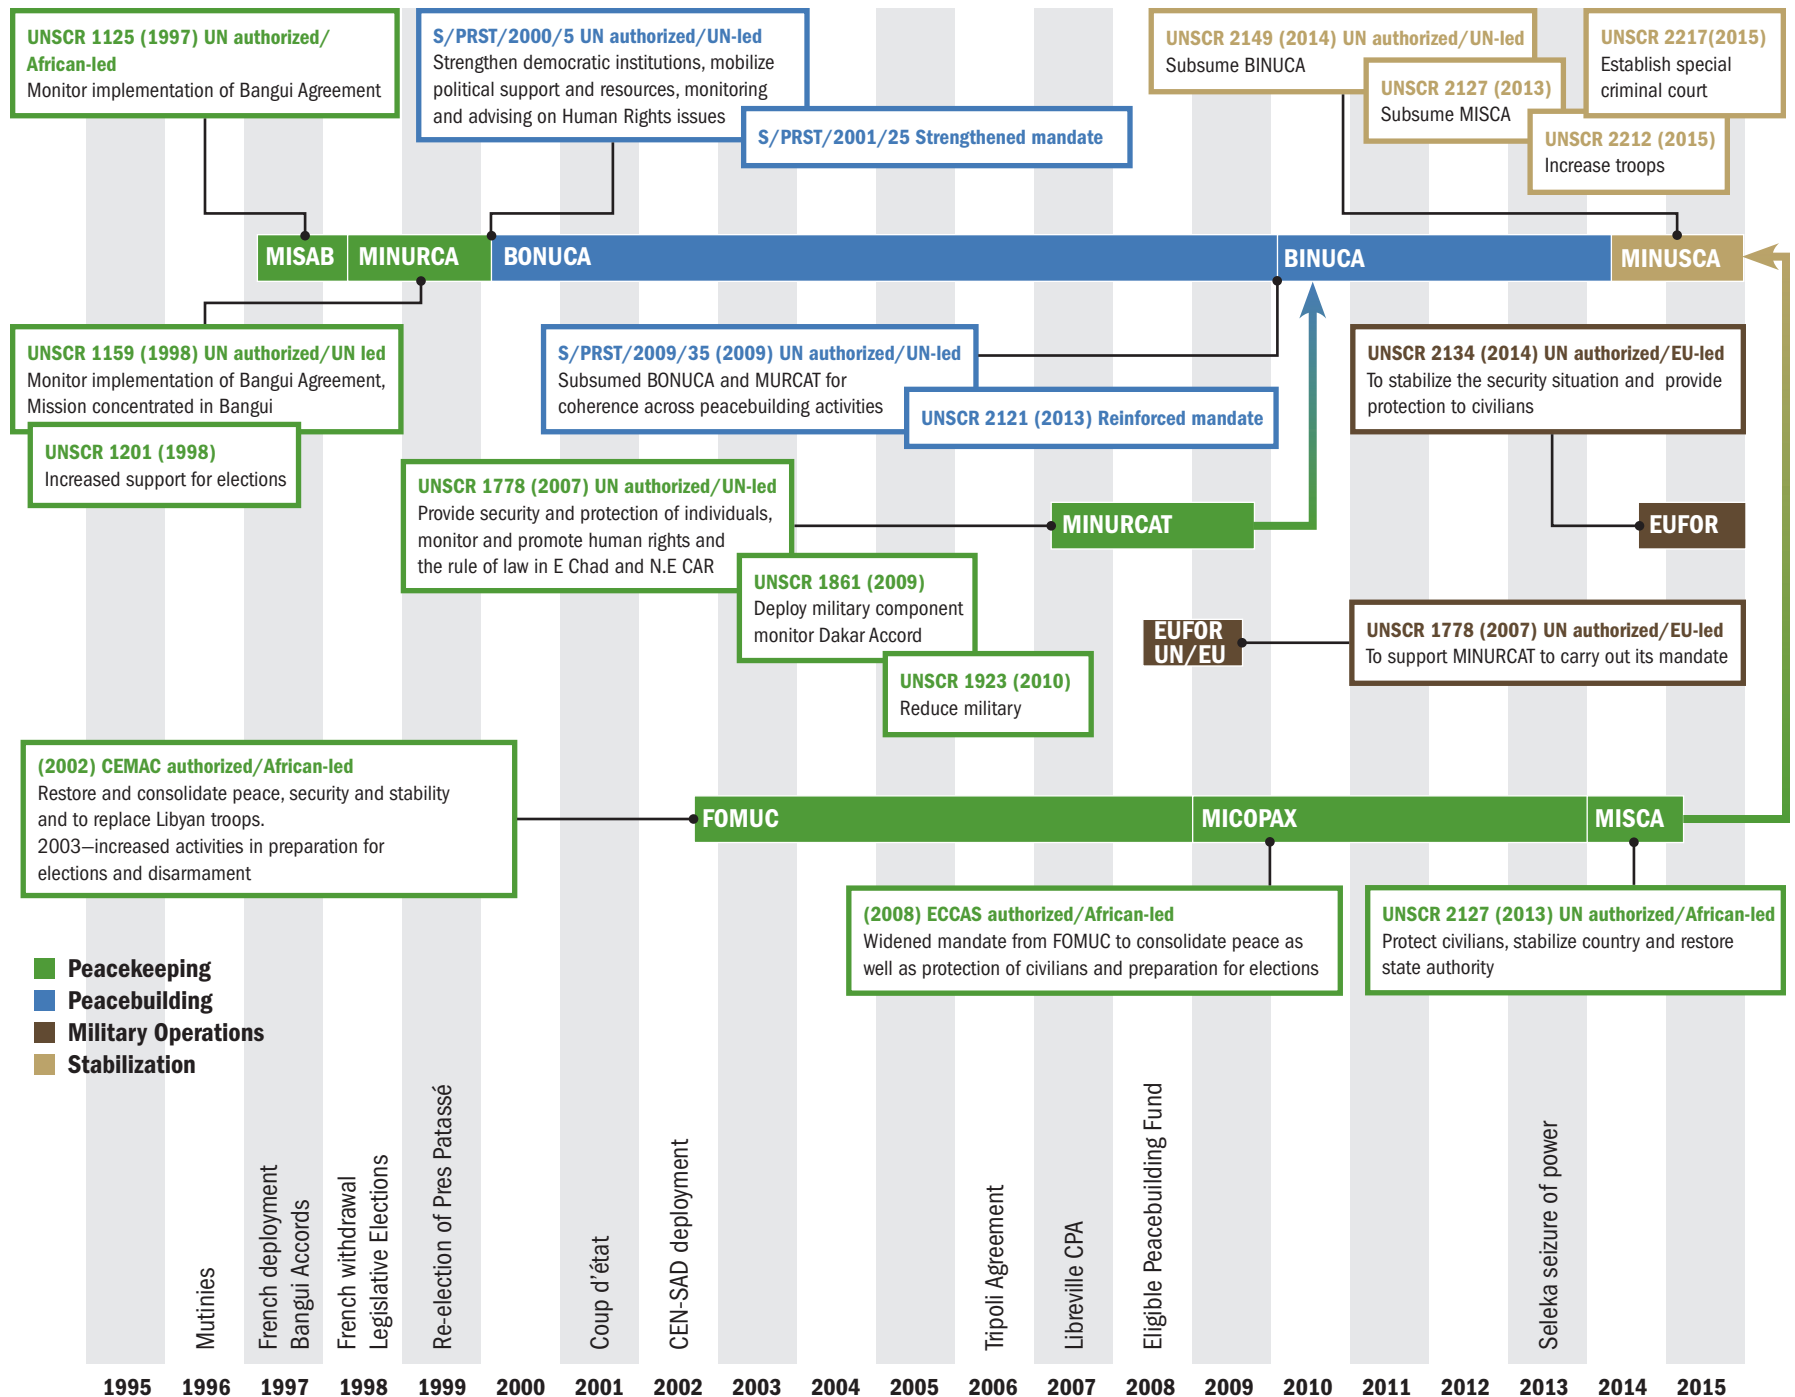 UNSCR 1125 (1997) UN authorized/
African-led
Monitor implementation of Bangui Agreement
S/PRST/2000/5 UN authorized/UN-led
Strengthen democratic institutions, mobilize
political support and resources, monitoring
and advising on Human Rights issues
S/PRST/2001/25 Strengthened mandate
UNSCR 2149 (2014) UN authorized/UN-led
Subsume BINUCA
UNSCR 2127 (2013)
Subsume MISCA
UNSCR 2217(2015)
Establish special
criminal court
UNSCR 2212 (2015)
Increase troops
MISAB
MINURCA
BONUCA
BINUCA
MINUSCA
UNSCR 1159 (1998) UN authorized/UN led
Monitor implementation of Bangui Agreement,
Mission concentrated in Bangui
UNSCR 1201 (1998)
Increased support for elections
S/PRST/2009/35 (2009) UN authorized/UN-led
Subsumed BONUCA and MURCAT for
coherence across peacebuilding activities
UNSCR 2121 (2013) Reinforced mandate
UNSCR 2134 (2014) UN authorized/EU-led
To stabilize the security situation and provide
protection to civilians
UNSCR 1778 (2007) UN authorized/UN-led
Provide security and protection of individuals,
monitor and promote human rights and
the rule of law in E Chad and N.E CAR
MINURCAT
EUFOR
UNSCR 1861 (2009)
Deploy military component
monitor Dakar Accord
UNSCR 1923 (2010)
Reduce military
EUFOR
UN/EU
UNSCR 1778 (2007) UN authorized/EU-led
To support MINURCAT to carry out its mandate
(2002) CEMAC authorized/African-led
Restore and consolidate peace, security and stability
and to replace Libyan troops.
2003—increased activities in preparation for
elections and disarmament
FOMUC
MICOPAX
MISCA
(2008) ECCAS authorized/African-led
Widened mandate from FOMUC to consolidate peace as
well as protection of civilians and preparation for elections
UNSCR 2127 (2013) UN authorized/African-led
Protect civilians, stabilize country and restore
state authority
Peacekeeping
Peacebuilding
Military Operations
Stabilization
Mutinies
French deployment
Bangui Accords
French withdrawal
Legislative Elections
Re-election of Pres Patassé
Coup d'état
CEN-SAD deployment
Tripoli Agreement
Libreville CPA
Eligible Peacebuilding Fund
Seleka seizure of power
1995 1996 1997 1998 1999 2000 2001 2002 2003 2004 2005 2006 2007 2008 2009 2010 2011 2012 2013 2014 2015